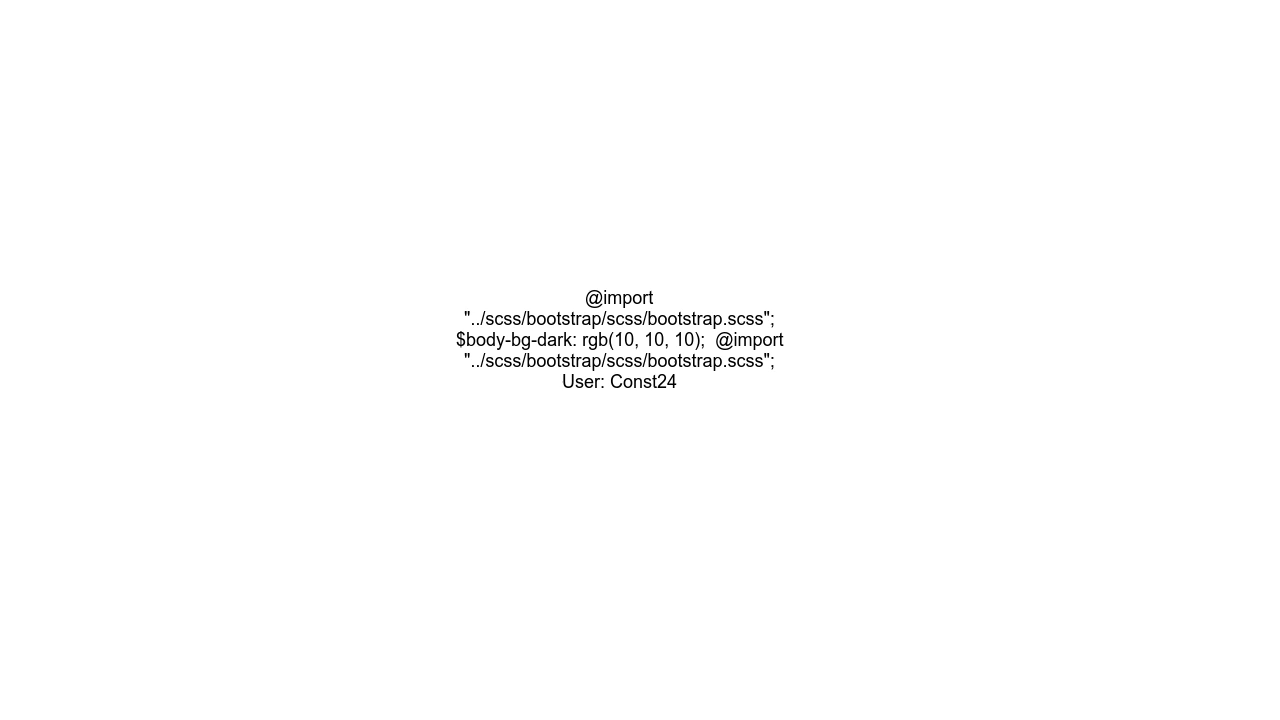 @import
"../scss/bootstrap/scss/bootstrap.scss";
$body-bg-dark: rgb(10, 10, 10);  @import
"../scss/bootstrap/scss/bootstrap.scss";
User: Const24